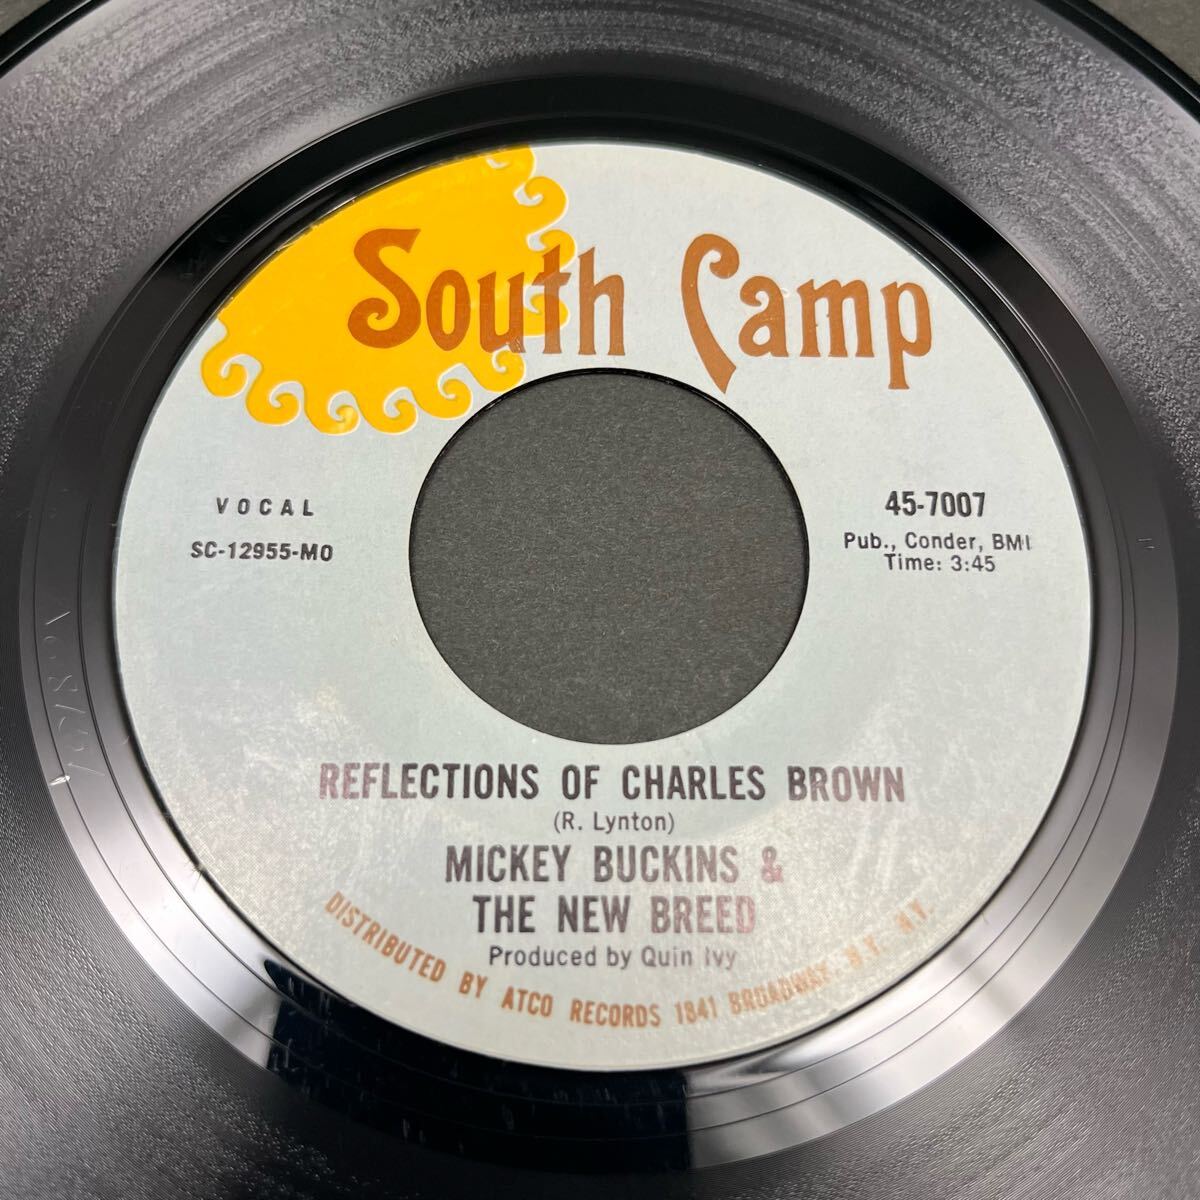 South Camp
VOCAL
SC-12955-MO
45-7007
Pub., Conder, BMI
Time: 3:45
REFLECTIONS OF CHARLES BROWN
(R. Lynton)
MICKEY BUCKINS &
THE NEW BREED
Produced by Quin Ivy
DISTRIBUTED BY ATCO RECORDS 1841 BROADWAY, N.Y. N.Y.